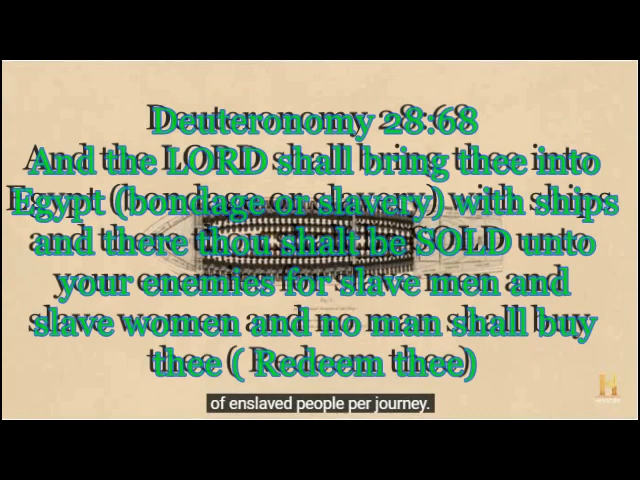 Deuteronomy 28:68
And the LORD shall bring thee into
Egypt (bondage or slavery) with ships
and there thou shalt be SOLD unto
your enemies for slave men and
slave women and no man shall buy
thee ( Redeem thee)
of enslaved people per journey.
H
HISTORY